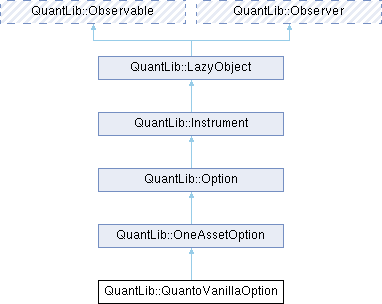 QuantLib::Observable
QuantLib::Observer
QuantLib::LazyObject
QuantLib::Instrument
QuantLib::Option
QuantLib::OneAssetOption
QuantLib::QuantoVanillaOption